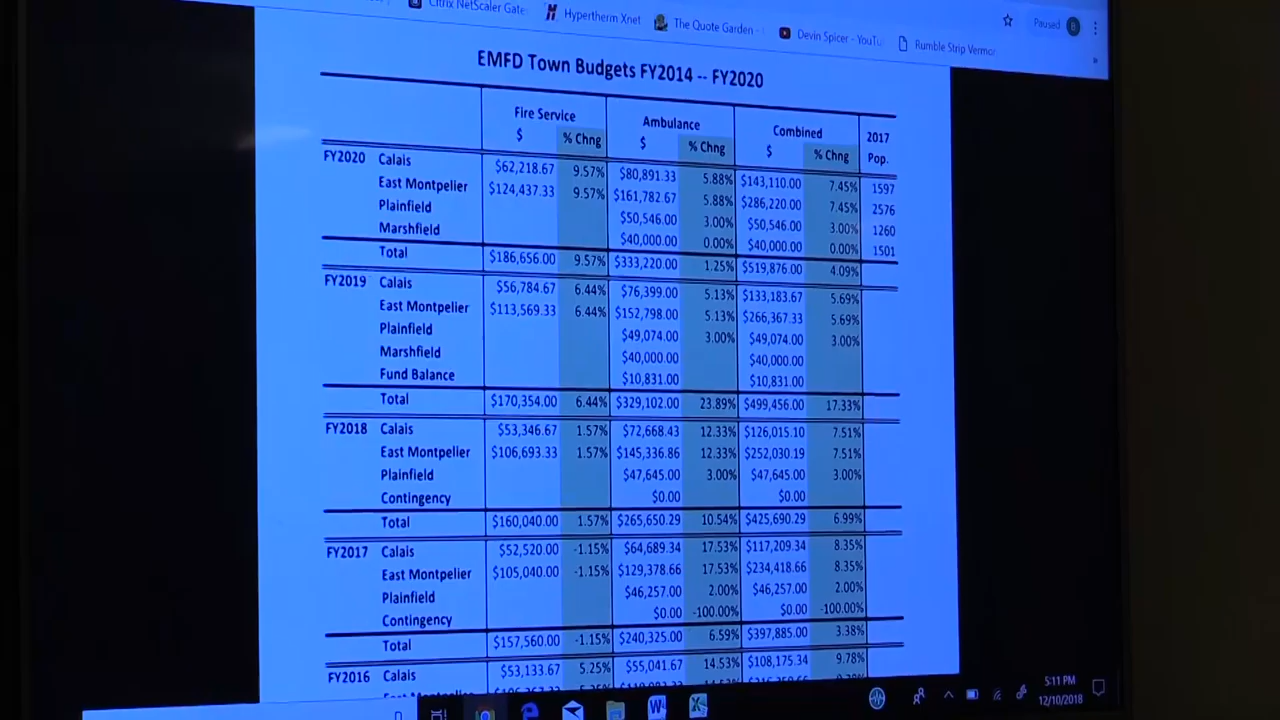 Citrix NetScaler Gate
Hypertherm Xnet
The Quote Garden -
Devin Spicer - YouTu
Rumble Strip Vermo
Paused
B
EMFD Town Budgets FY2014 -- FY2020
Fire Service Ambulance Combined 2017
$ % Chng $ % Chng $ % Chng Pop.
FY2020 Calais $62,218.67 9.57% $80,891.33 5.88% $143,110.00 7.45% 1597
East Montpelier $124,437.33 9.57% $161,782.67 5.88% $286,220.00 7.45% 2576
Plainfield $50,546.00 3.00% $50,546.00 3.00% 1260
Marshfield $40,000.00 0.00% $40,000.00 0.00% 1501
Total $186,656.00 9.57% $333,220.00 1.25% $519,876.00 4.09%
FY2019 Calais $56,784.67 6.44% $76,399.00 5.13% $133,183.67 5.69%
East Montpelier $113,569.33 6.44% $152,798.00 5.13% $266,367.33 5.69%
Plainfield $49,074.00 3.00% $49,074.00 3.00%
Marshfield $40,000.00 $40,000.00
Fund Balance $10,831.00 $10,831.00
Total $170,354.00 6.44% $329,102.00 23.89% $499,456.00 17.33%
FY2018 Calais $53,346.67 1.57% $72,668.43 12.33% $126,015.10 7.51%
East Montpelier $106,693.33 1.57% $145,336.86 12.33% $252,030.19 7.51%
Plainfield $47,645.00 3.00% $47,645.00 3.00%
Contingency $0.00 $0.00
Total $160,040.00 1.57% $265,650.29 10.54% $425,690.29 6.99%
FY2017 Calais $52,520.00 -1.15% $64,689.34 17.53% $117,209.34 8.35%
East Montpelier $105,040.00 -1.15% $129,378.66 17.53% $234,418.66 8.35%
Plainfield $46,257.00 2.00% $46,257.00 2.00%
Contingency $0.00 -100.00% $0.00 -100.00%
Total $157,560.00 -1.15% $240,325.00 6.59% $397,885.00 3.38%
FY2016 Calais $53,133.67 5.25% $55,041.67 14.53% $108,175.34 9.78%
5:11 PM
12/10/2018